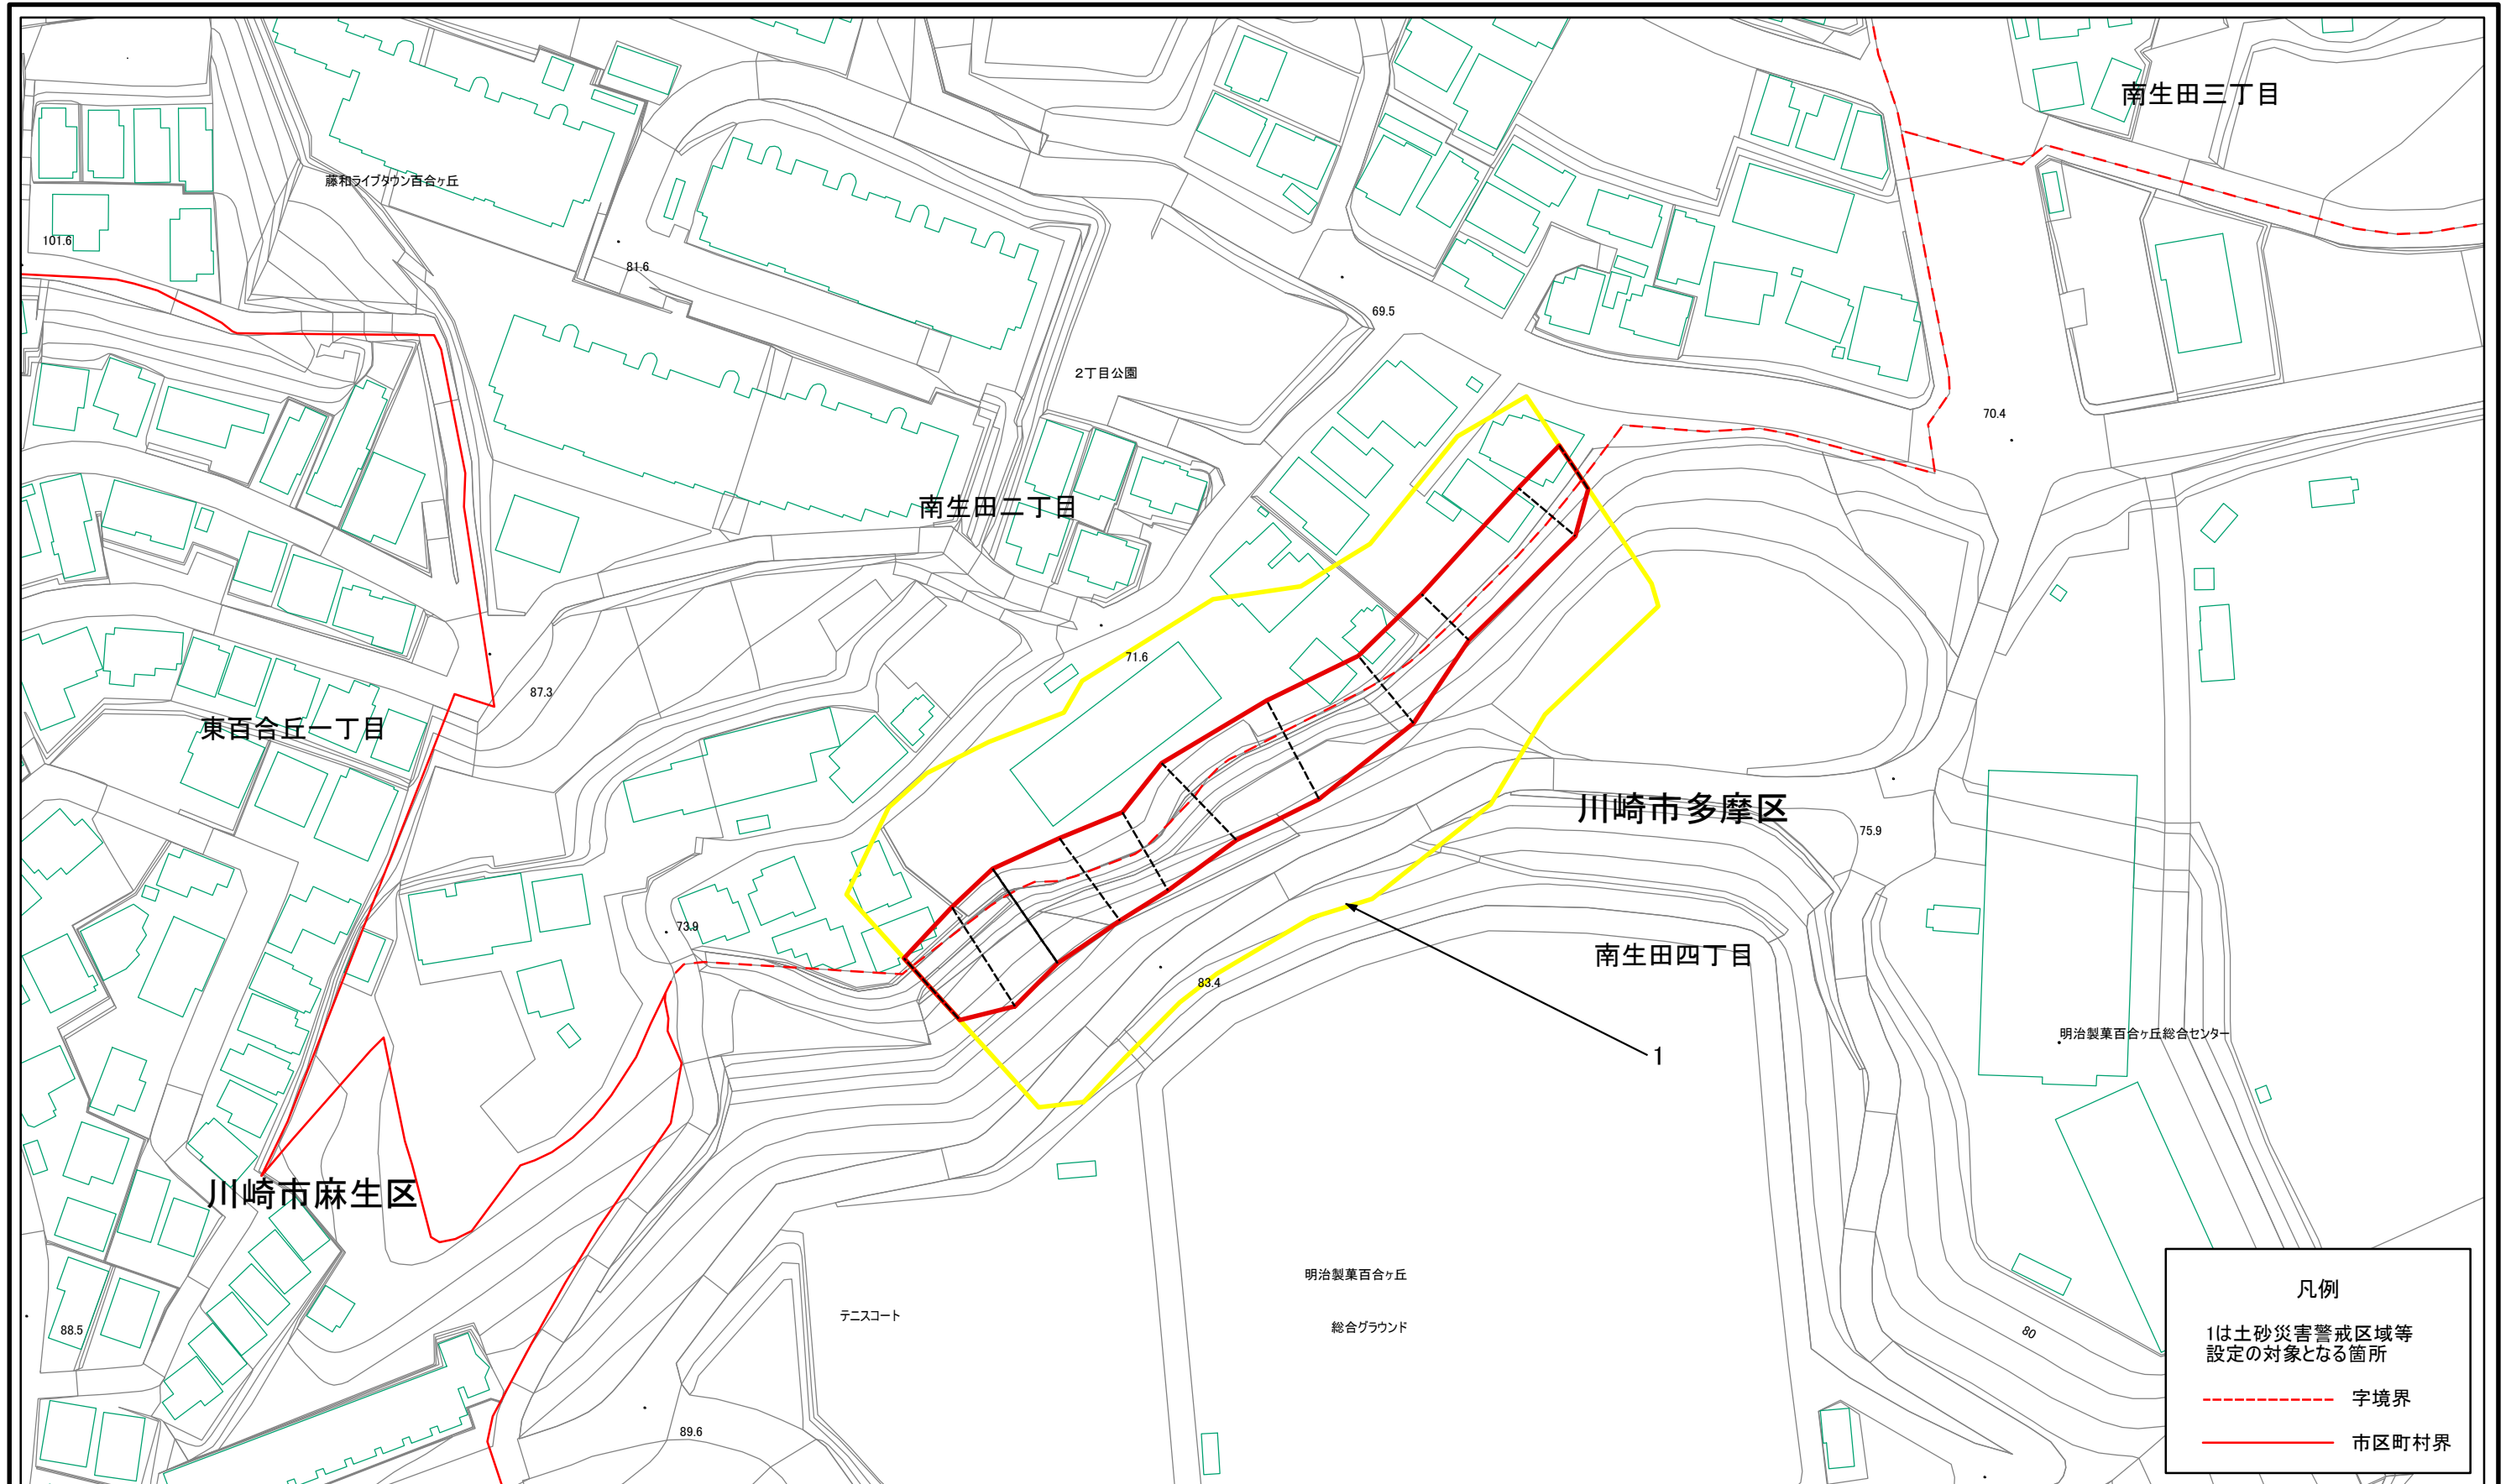 南生田三丁目
藤和ライブタウン百合ヶ丘
101.6
81.6
69.5
2丁目公園
70.4
南生田二丁目
71.6
87.3
東百合丘一丁目
川崎市多摩区
75.9
73.9
南生田四丁目
83.4
明治製菓百合ヶ丘総合センター
1
川崎市麻生区
明治製菓百合ヶ丘
総合グラウンド
テニスコート
88.5
80
89.6
凡例
1は土砂災害警戒区域等
設定の対象となる箇所
字境界
市区町村界